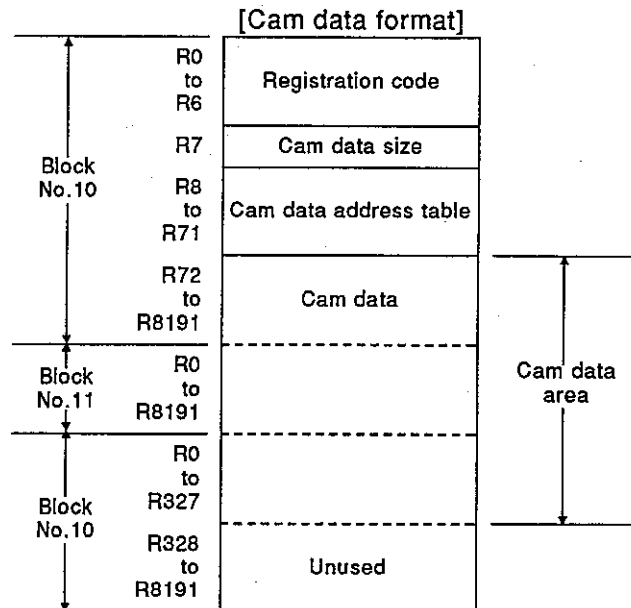 [Cam data format]
R0
to
R6
Registration code
R7
Cam data size
Block
No.10
R8
to
R71
Cam data address table
R72
to
R8191
Cam data
Block
No.11
R0
to
R8191
Cam data
area
R0
to
R327
Block
No.10
R328
to
R8191
Unused